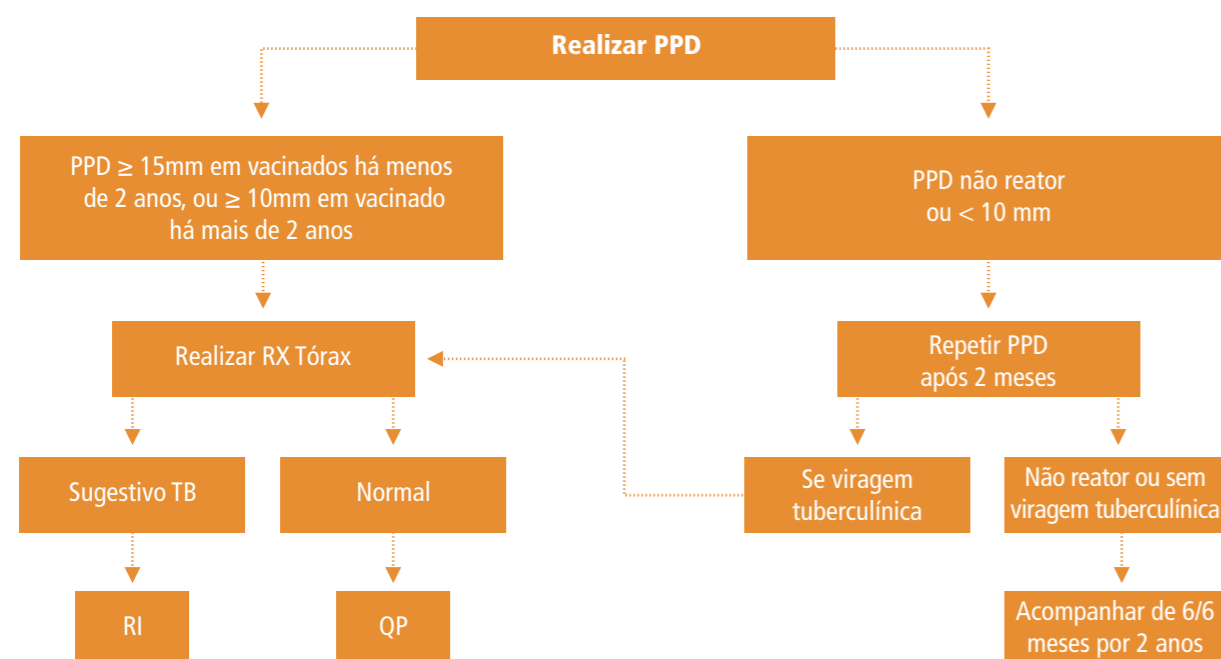 Realizar PPD
PPD ≥ 15mm em vacinados há menos
de 2 anos, ou ≥ 10mm em vacinado
há mais de 2 anos
PPD não reator
ou < 10 mm
Realizar RX Tórax
Repetir PPD
após 2 meses
Sugestivo TB
Normal
Se viragem
tuberculínica
Não reator ou sem
viragem tuberculínica
RI
QP
Acompanhar de 6/6
meses por 2 anos